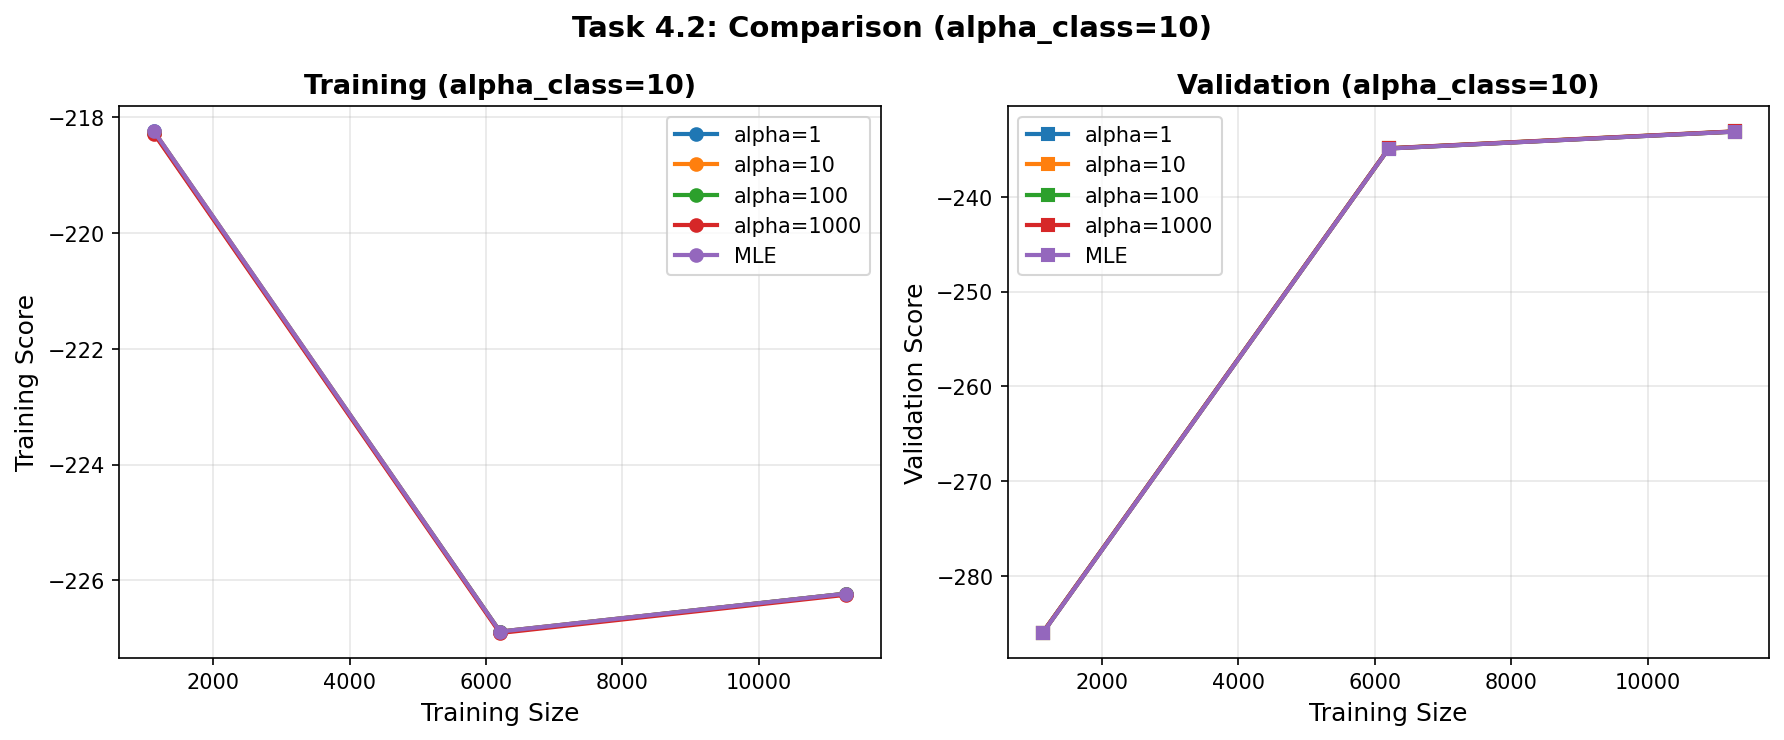 Task 4.2: Comparison (alpha_class=10)
Training (alpha_class=10)
−218
−220
−222
−224
−226
Training Score
2000
4000
6000
8000
10000
Training Size
alpha=1
alpha=10
alpha=100
alpha=1000
MLE
Validation (alpha_class=10)
−240
−250
−260
−270
−280
Validation Score
2000
4000
6000
8000
10000
Training Size
alpha=1
alpha=10
alpha=100
alpha=1000
MLE